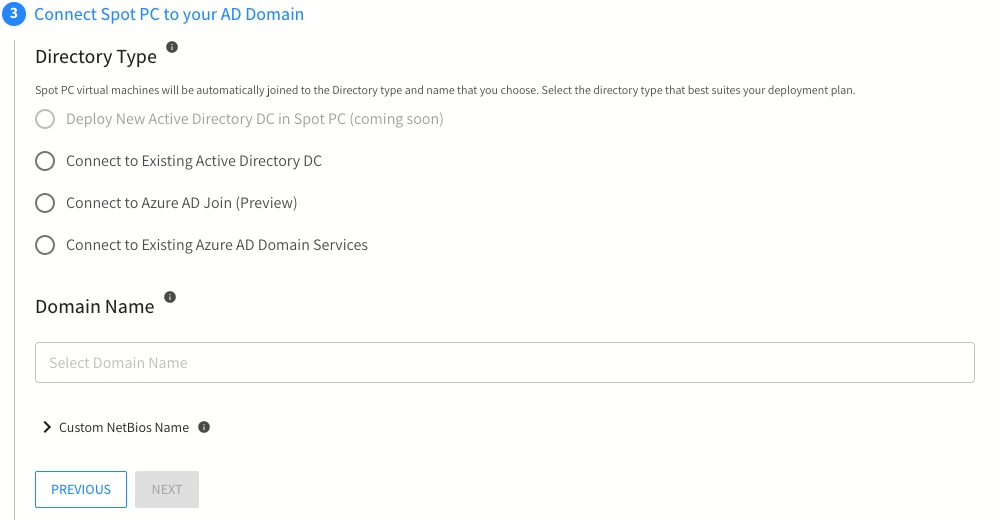 3 Connect Spot PC to your AD Domain
Directory Type
Spot PC virtual machines will be automatically joined to the Directory type and name that you choose. Select the directory type that best suites your deployment plan.
Deploy New Active Directory DC in Spot PC (coming soon)
Connect to Existing Active Directory DC
Connect to Azure AD Join (Preview)
Connect to Existing Azure AD Domain Services
Domain Name
Select Domain Name
Custom NetBios Name
PREVIOUS NEXT